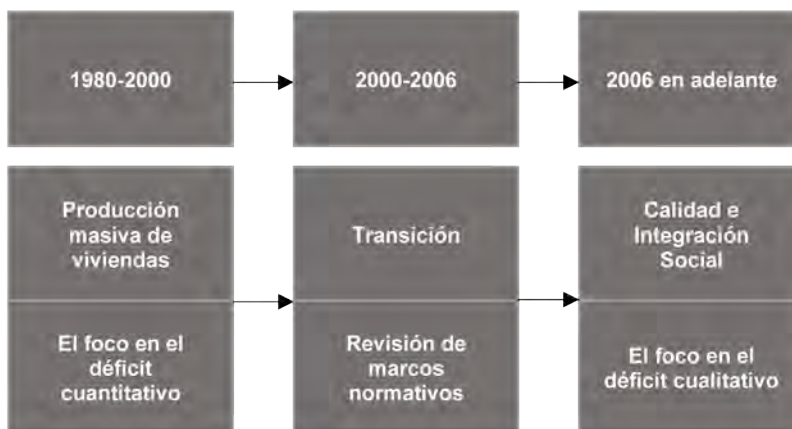 1980-2000
2000-2006
2006 en adelante
Producción
masiva de
viviendas
Transición
Calidad e
Integración
Social
El foco en el
déficit
cuantitativo
Revisión de
marcos
normativos
El foco en el
déficit cualitativo